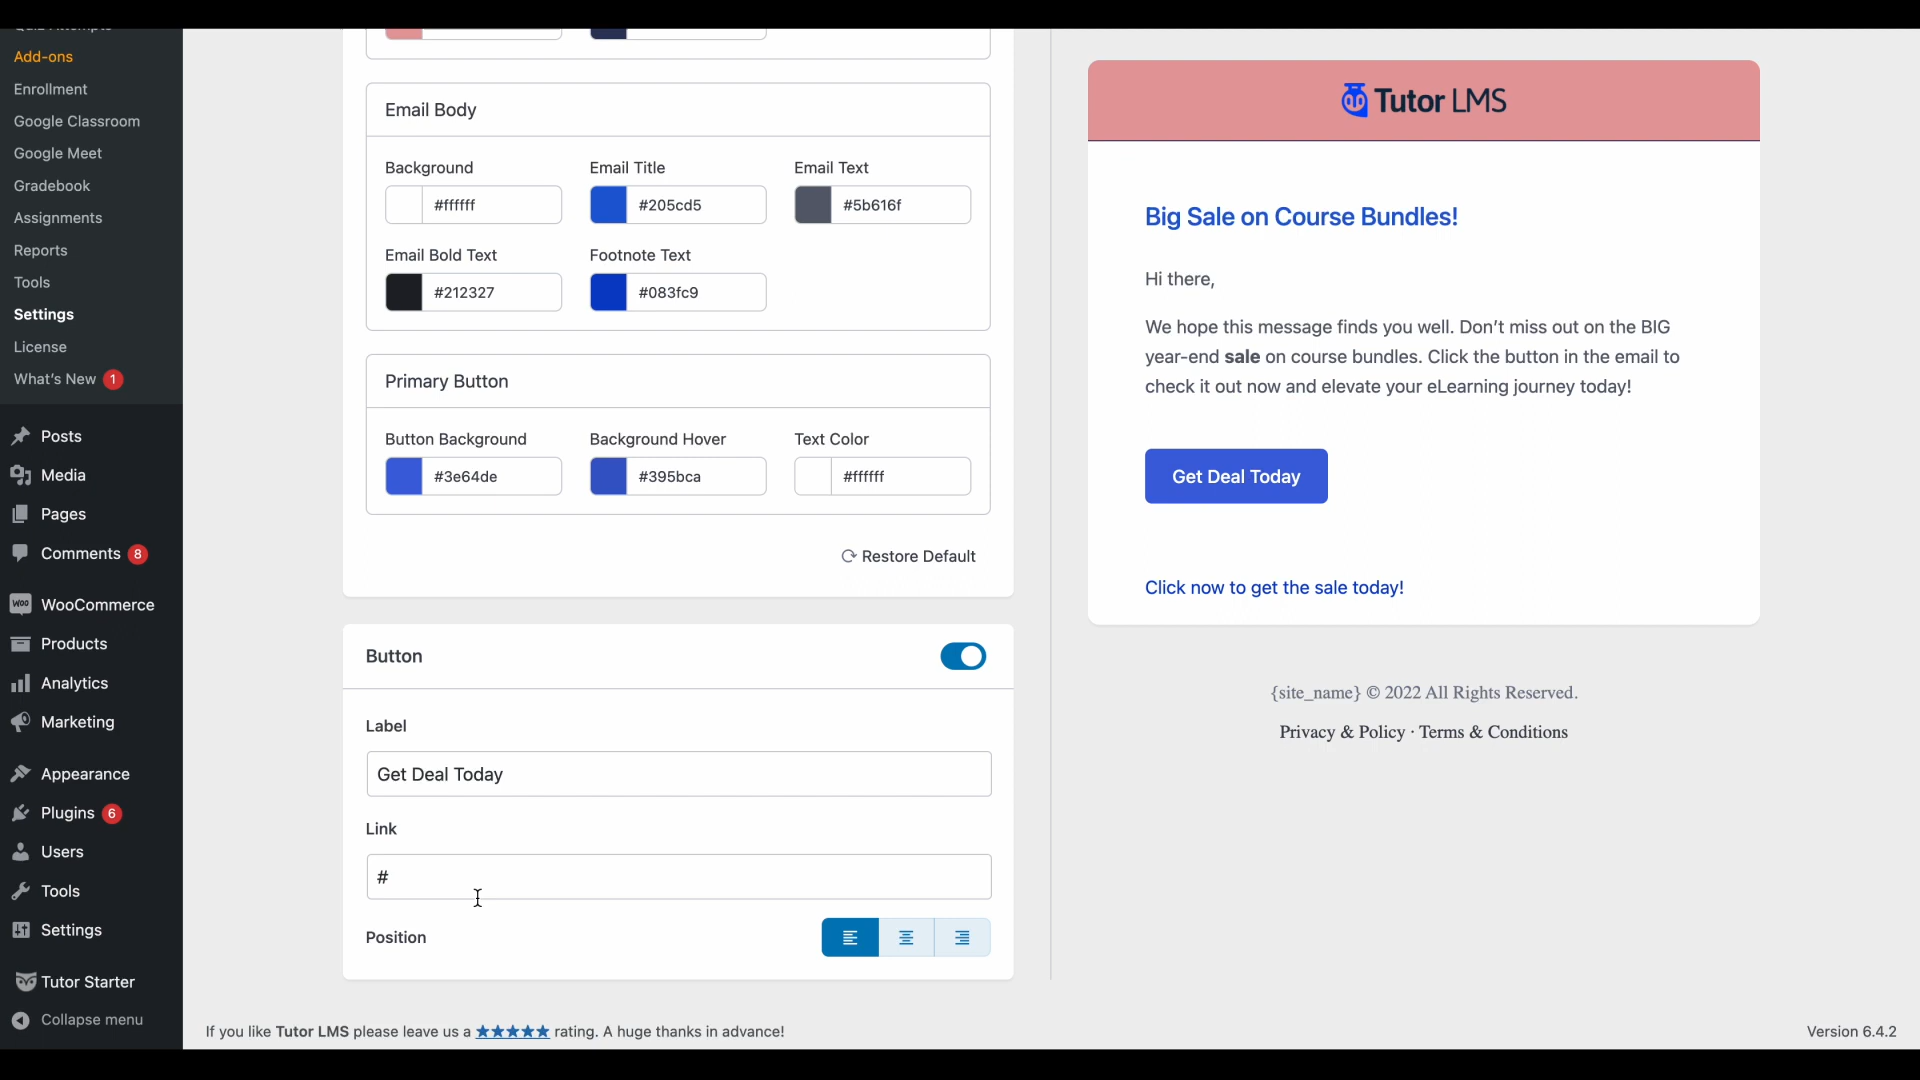 Add-ons
Enrollment
Google Classroom
Google Meet
Gradebook
Assignments
Reports
Tools
Settings
License
What's New 1
Posts
Media
Pages
Comments 8
WooCommerce
Products
Analytics
Marketing
Appearance
Plugins 6
Users
Tools
Settings
Tutor Starter
Collapse menu
Email Body
Background
Email Title
Email Text
#ffffff
#205cd5
#5b616f
Email Bold Text
Footnote Text
#212327
#083fc9
Primary Button
Button Background
Background Hover
Text Color
#3e64de
#395bca
#ffffff
Restore Default
Button
Label
Get Deal Today
Link
#
Position
Tutor LMS
Big Sale on Course Bundles!
Hi there,
We hope this message finds you well. Don't miss out on the BIG
year-end sale on course bundles. Click the button in the email to
check it out now and elevate your eLearning journey today!
Get Deal Today
Click now to get the sale today!
{site_name} © 2022 All Rights Reserved.
Privacy & Policy · Terms & Conditions
If you like Tutor LMS please leave us a ★★★★★ rating. A huge thanks in advance!
Version 6.4.2